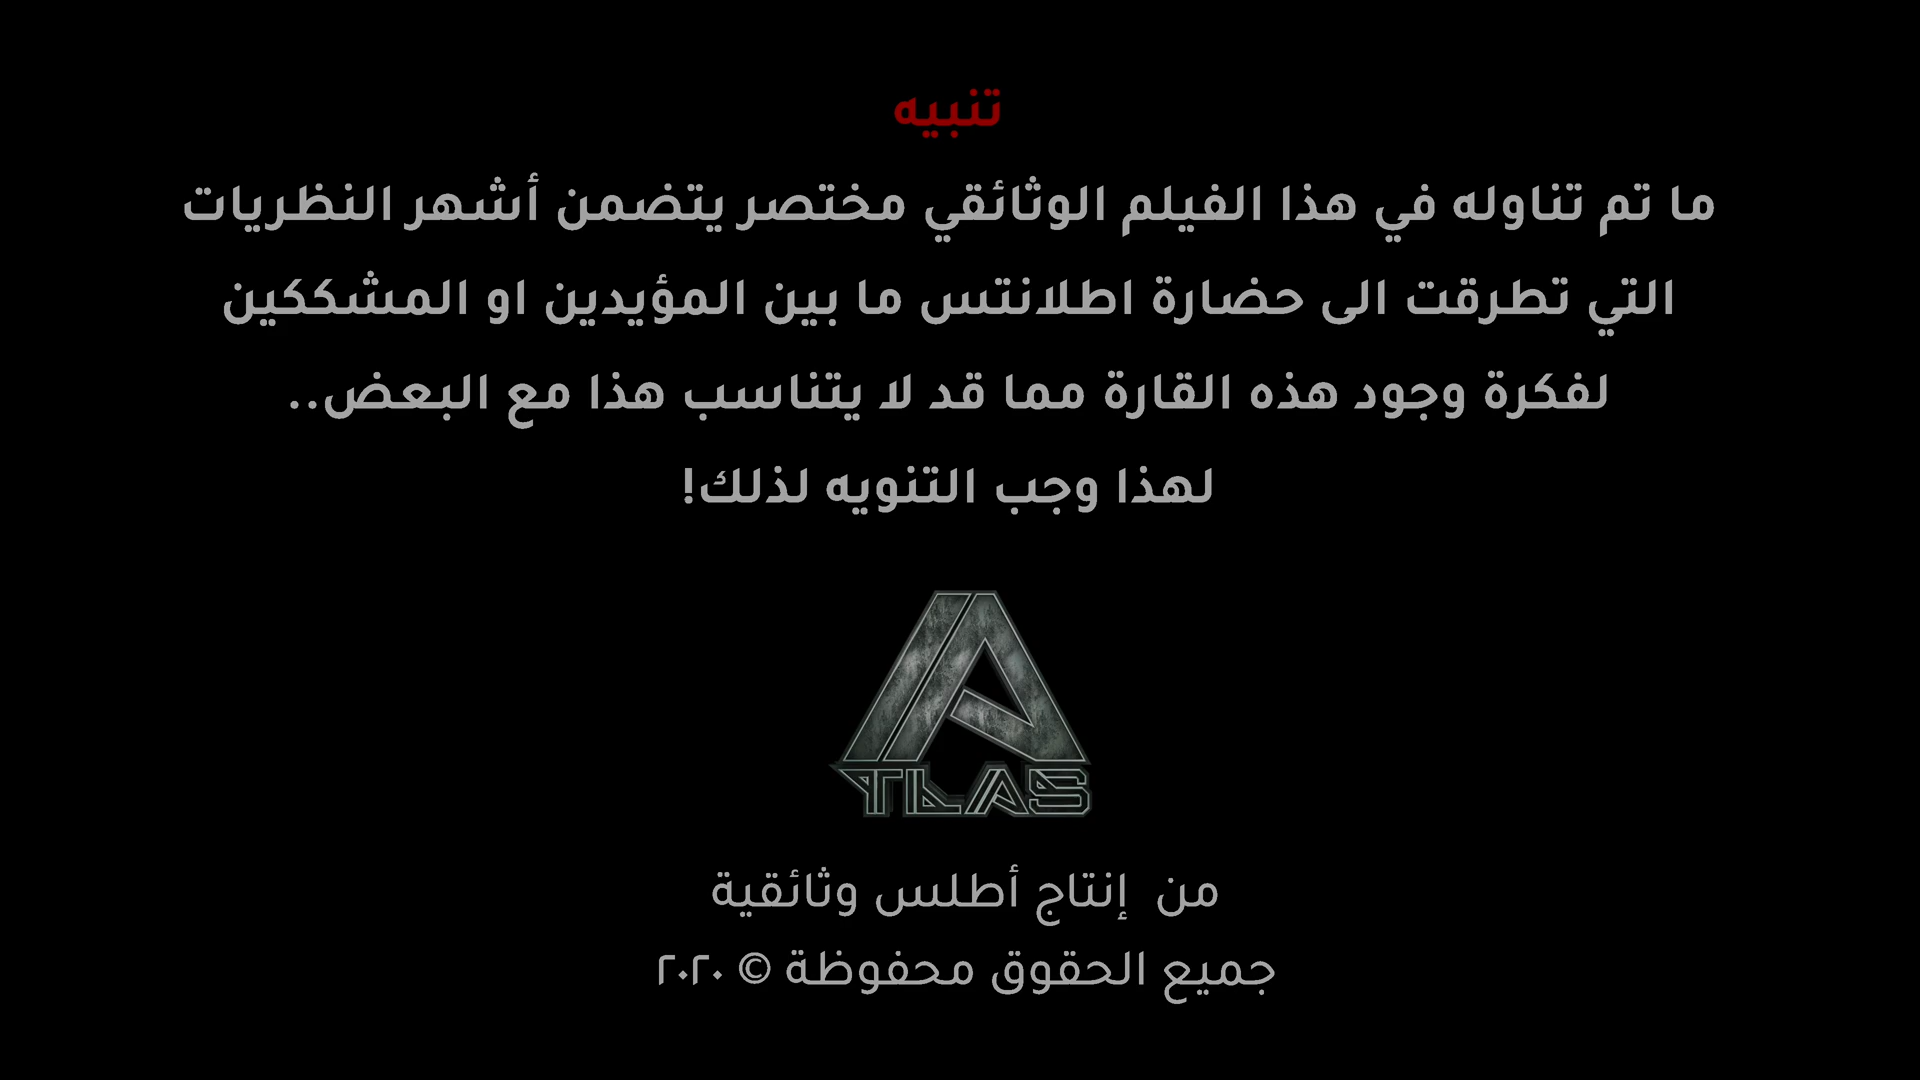 تنبيه
ما تم تناوله في هذا الفيلم الوثائقي مختصر يتضمن أشهر النظريات
التي تطرقت الى حضارة اطلانتس ما بين المؤيدين او المشككين
لفكرة وجود هذه القارة مما قد لا يتناسب هذا مع البعض..
لهذا وجب التنويه لذلك!
A
TLAS
من إنتاج أطلس وثائقية
جميع الحقوق محفوظة © ٢٠٢٠